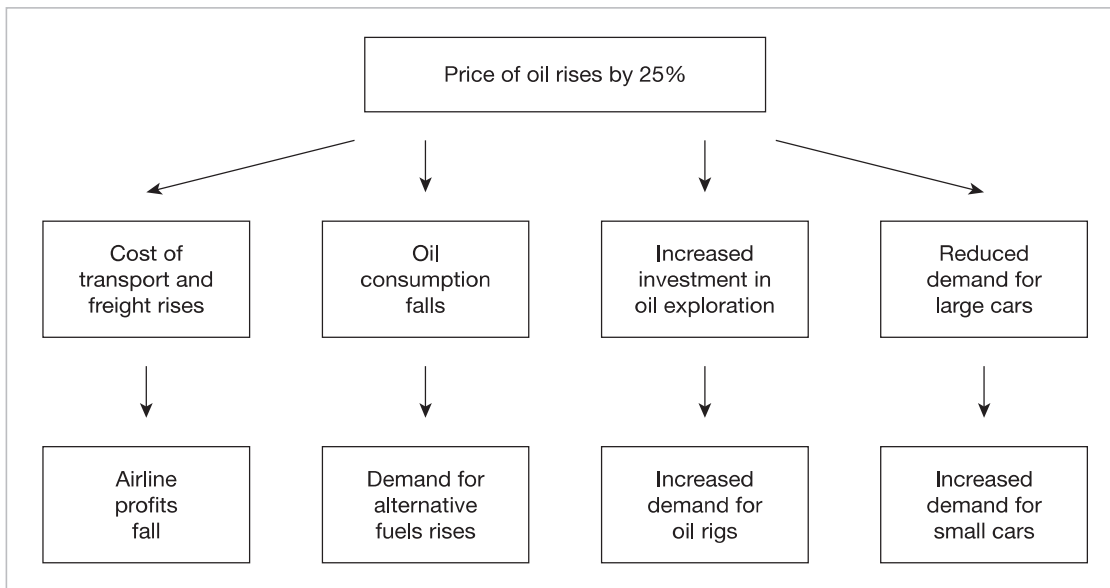 Price of oil rises by 25%
Cost of
transport and
freight rises
Oil
consumption
falls
Increased
investment in
oil exploration
Reduced
demand for
large cars
Airline
profits
fall
Demand for
alternative
fuels rises
Increased
demand for
oil rigs
Increased
demand for
small cars